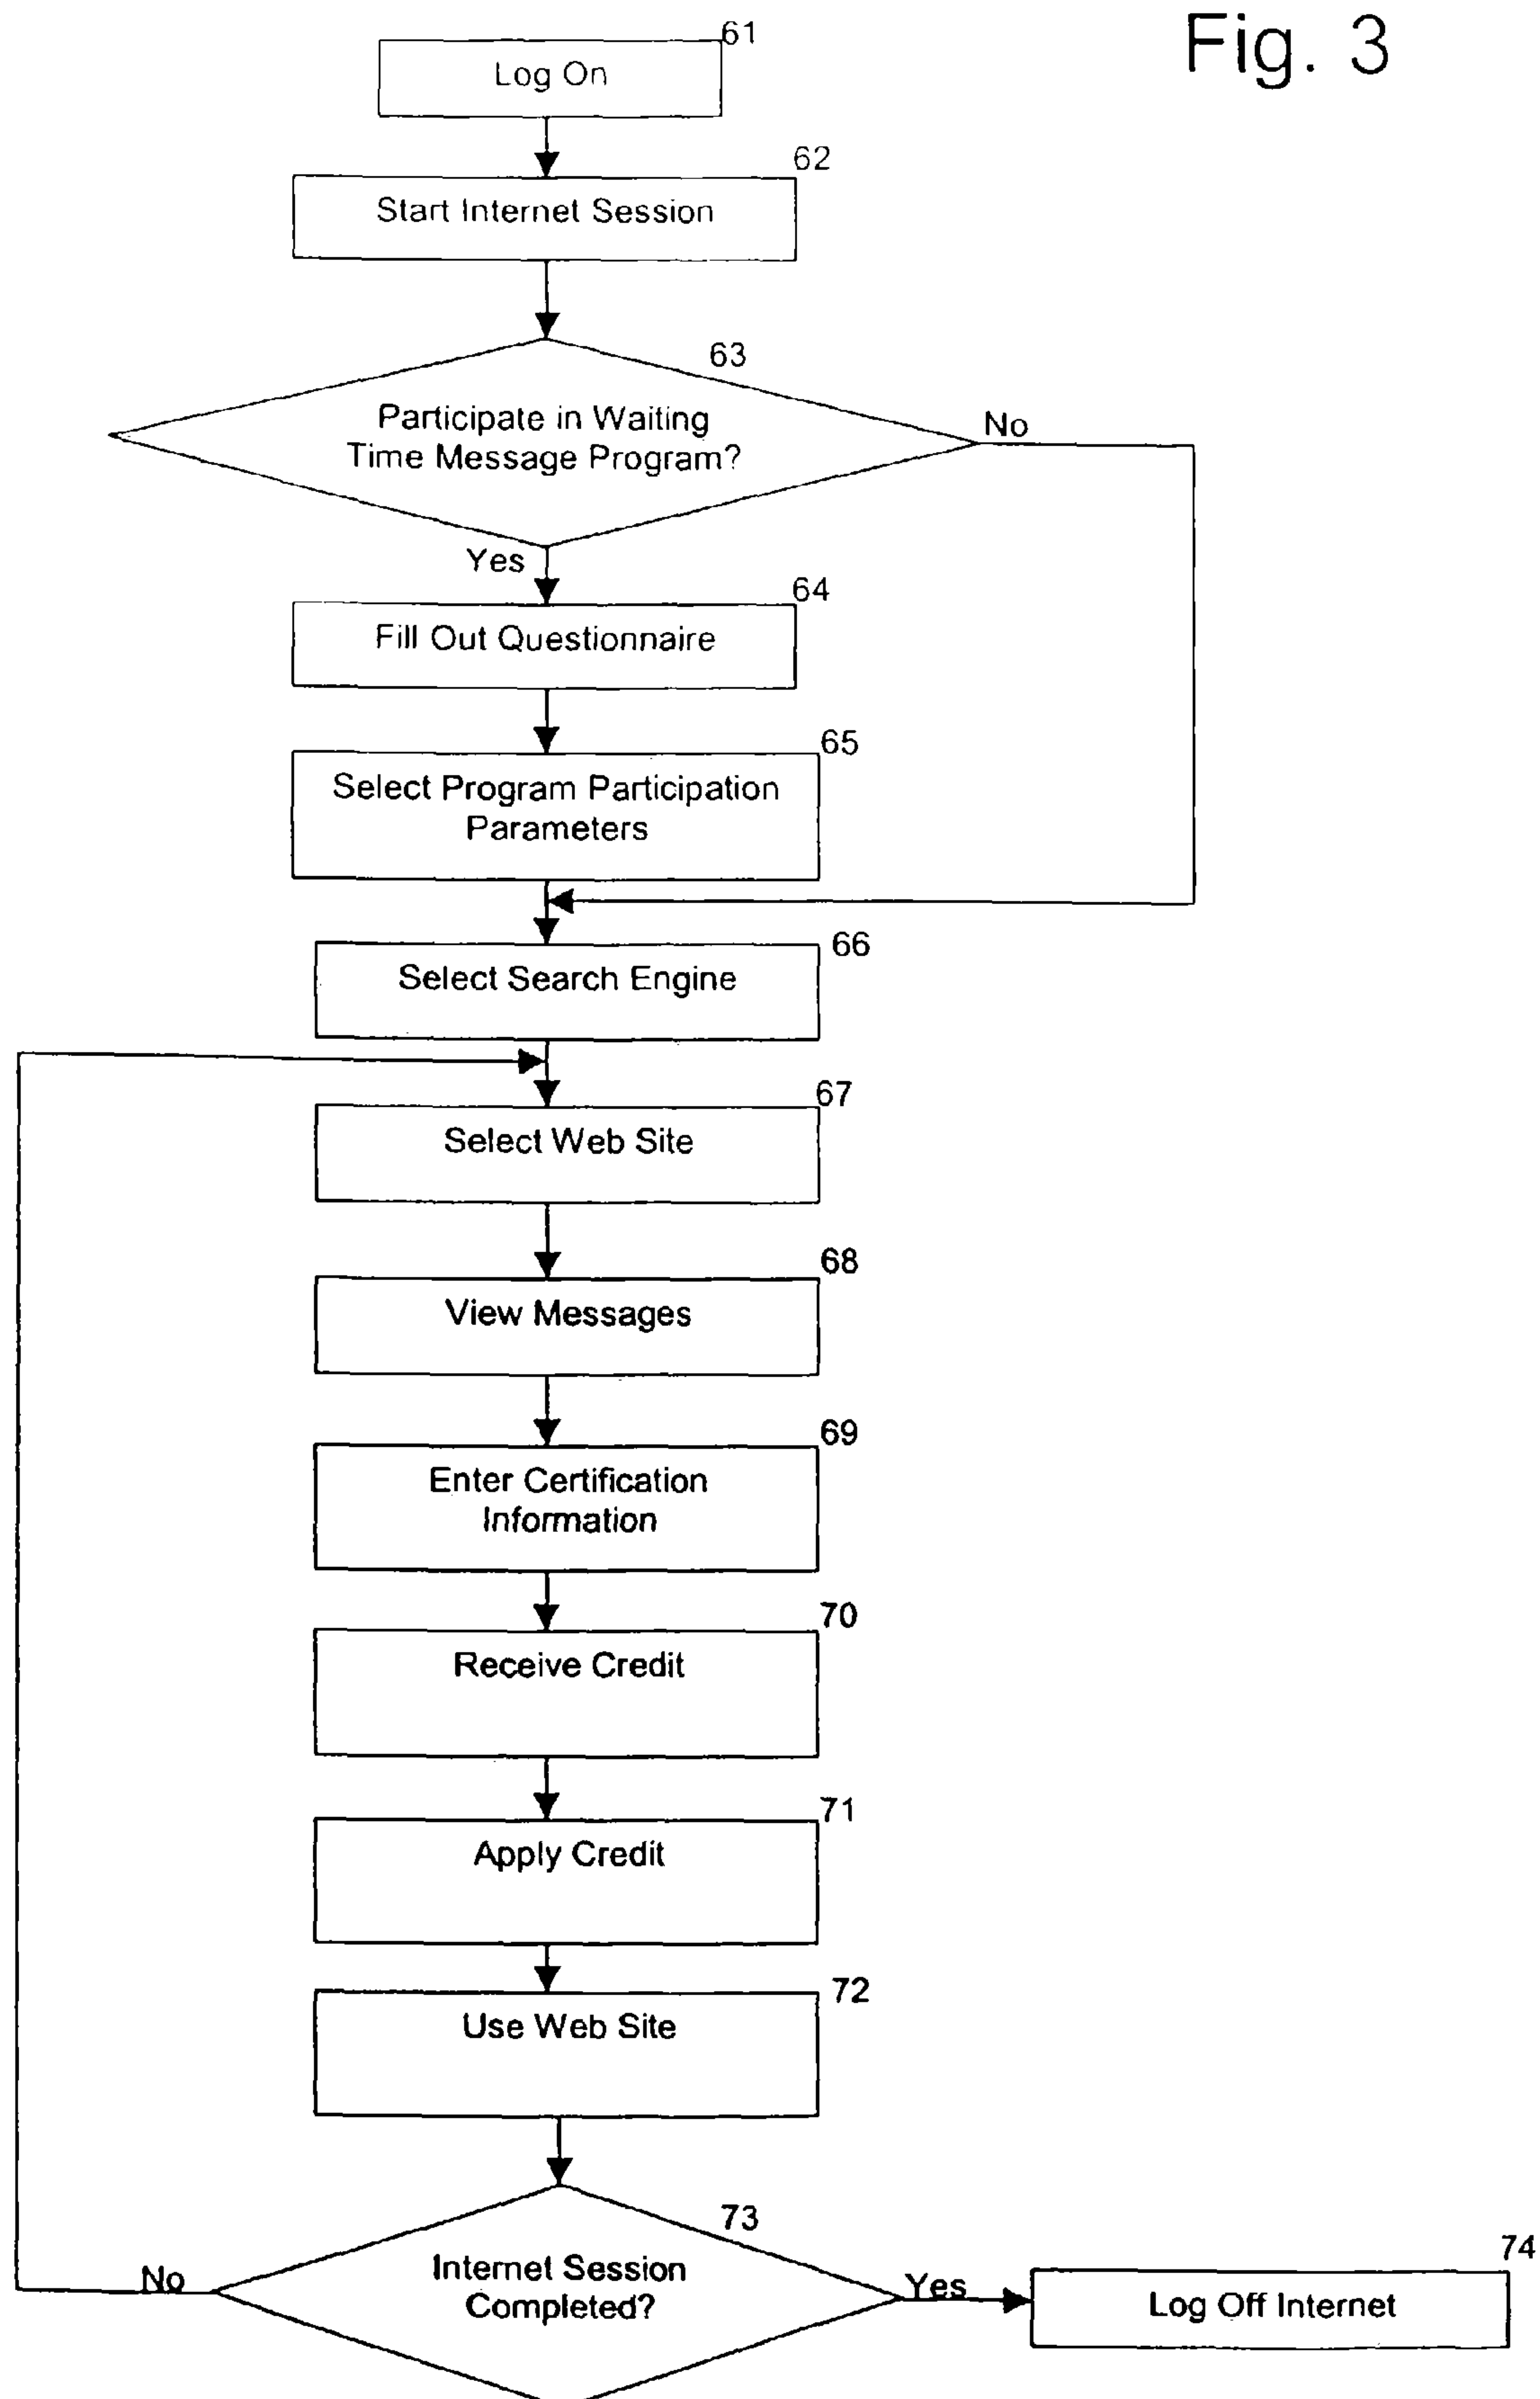 Fig. 3
61
Log On
62
Start Internet Session
63
Participate in Waiting
Time Message Program?
No
Yes
64
Fill Out Questionnaire
65
Select Program Participation
Parameters
66
Select Search Engine
67
Select Web Site
68
View Messages
69
Enter Certification
Information
70
Receive Credit
71
Apply Credit
72
Use Web Site
73
Internet Session
Completed?
No
Yes
74
Log Off Internet